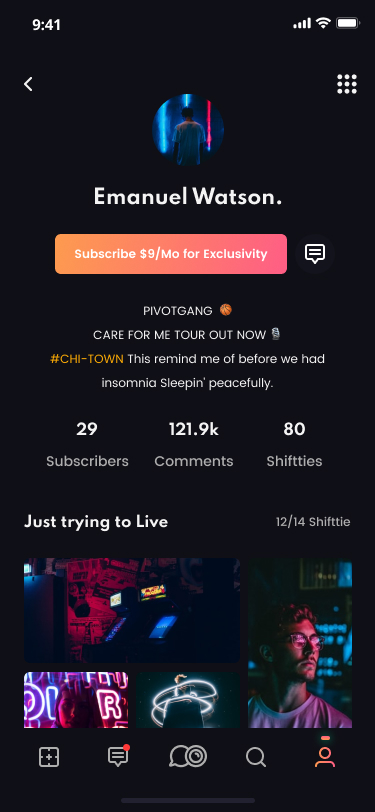 9:41
Emanuel Watson.
Subscribe $9/Mo for Exclusivity
PIVOTGANG 🏀
CARE FOR ME TOUR OUT NOW 🎙
#CHI-TOWN This remind me of before we had
insomnia Sleepin' peacefully.
29 121.9k 80
Subscribers Comments Shiftties
Just trying to Live 12/14 Shifttie